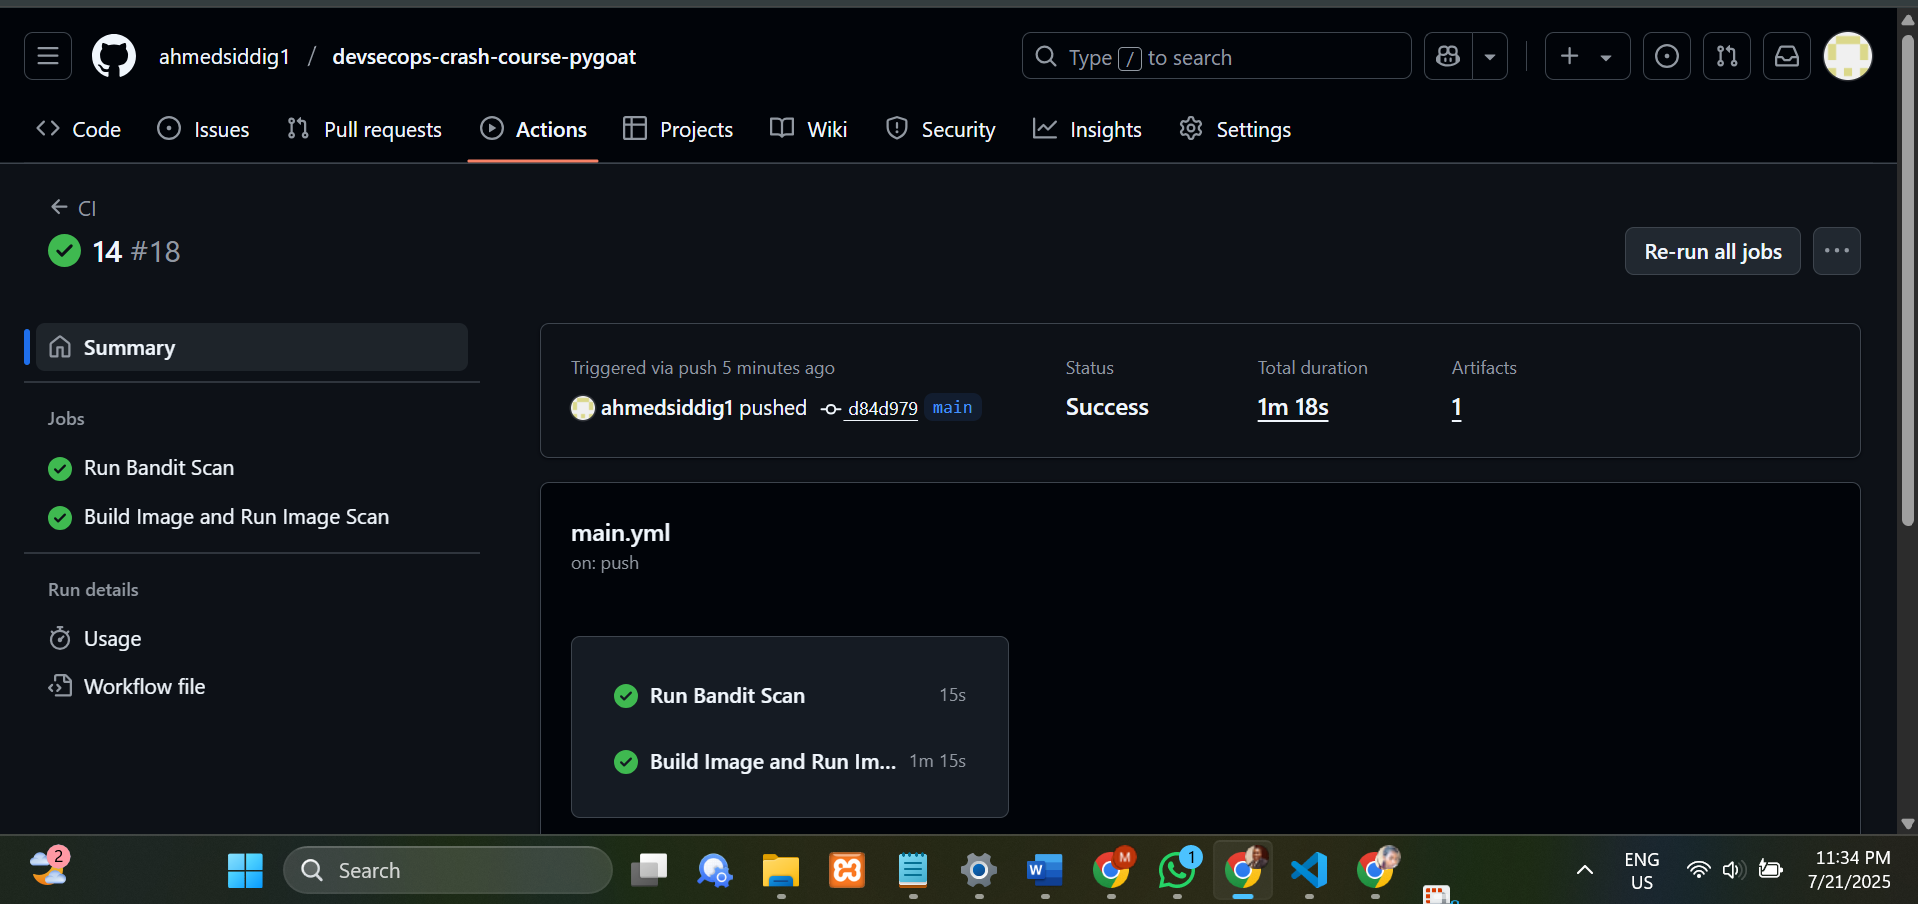 ahmedsiddig1 / devsecops-crash-course-pygoat
Type / to search
Code Issues Pull requests Actions Projects Wiki Security Insights Settings
CI
14 #18
Re-run all jobs
Summary
Jobs
Run Bandit Scan
Build Image and Run Image Scan
Run details
Usage
Workflow file
Triggered via push 5 minutes ago
ahmedsiddig1 pushed d84d979 main
Status
Success
Total duration
1m 18s
Artifacts
1
main.yml
on: push
Run Bandit Scan 15s
Build Image and Run Im... 1m 15s
2
Search
W
M
1
ENG
US
11:34 PM
7/21/2025